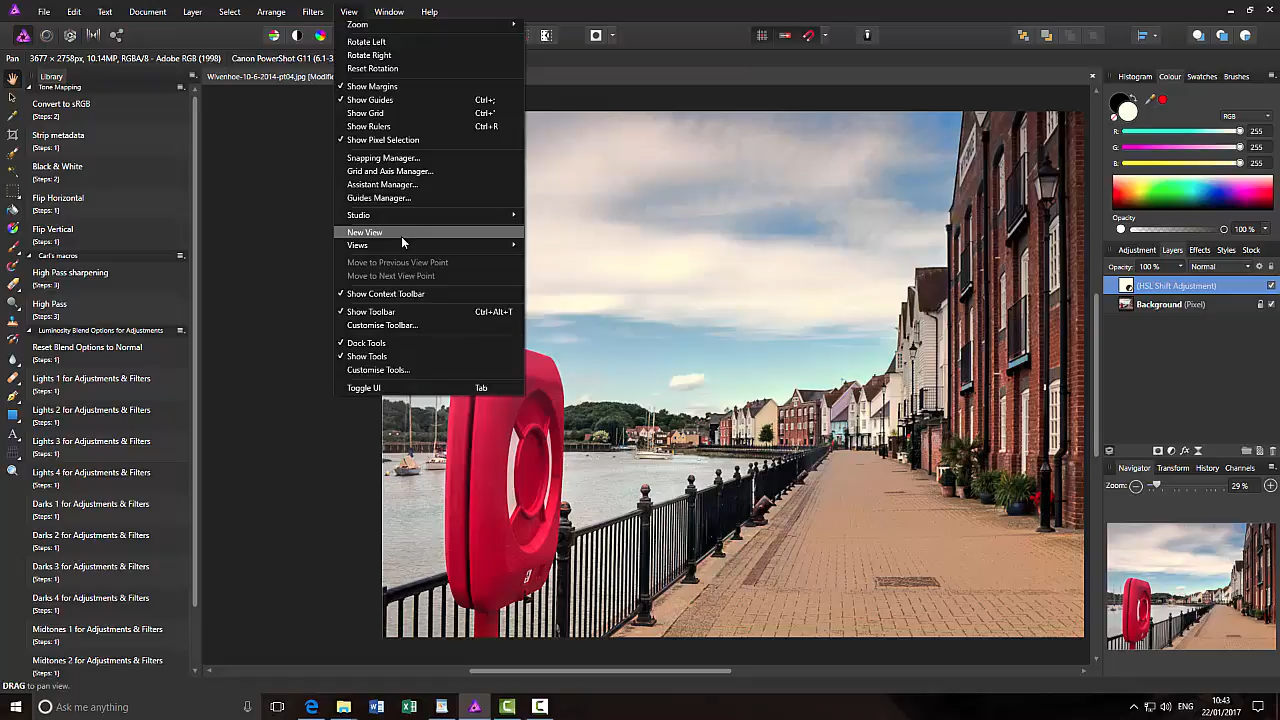 File Edit Text Document Layer Select Arrange Filters View Window Help
Pan 3677 x 2758px, 10.14MP, RGBA/8 - Adobe RGB (1998) Canon PowerShot G11 (6.1-3
Library
Wivenhoe-10-6-2014-pt04.jpg [Modifie
Tone Mapping
Convert to sRGB
[Steps: 2]
Strip metadata
[Steps: 2]
Black & White
[Steps: 2]
Flip Horizontal
[Steps: 1]
Flip Vertical
[Steps: 1]
Carl's macros
High Pass sharpening
[Steps: 3]
High Pass
[Steps: 3]
Luminosity Blend Options for Adjustments
Reset Blend Options to Normal
[Steps: 1]
Lights 1 for Adjustments & Filters
[Steps: 1]
Lights 2 for Adjustments & Filters
[Steps: 1]
Lights 3 for Adjustments & Filters
[Steps: 1]
Lights 4 for Adjustments & Filters
[Steps: 1]
Darks 1 for Adjustments & Filters
[Steps: 1]
Darks 2 for Adjustments & Filters
[Steps: 1]
Darks 3 for Adjustments & Filters
[Steps: 1]
Darks 4 for Adjustments & Filters
[Steps: 1]
Midtones 1 for Adjustments & Filters
[Steps: 1]
Midtones 2 for Adjustments & Filters
[Steps: 1]
DRAG to pan view.
Zoom
Rotate Left
Rotate Right
Reset Rotation
Show Margins
Show Guides Ctrl+;
Show Grid Ctrl+'
Show Rulers Ctrl+R
Show Pixel Selection
Snapping Manager...
Grid and Axis Manager...
Assistant Manager...
Guides Manager...
Studio
New View
Views
Move to Previous View Point
Move to Next View Point
Show Context Toolbar
Show Toolbar Ctrl+Alt+T
Customise Toolbar...
Dock Tools
Show Tools
Customise Tools...
Toggle UI Tab
Histogram Colour Swatches Brushes
RGB
R: 255
G: 255
B: 255
Opacity
100 %
Adjustment Layers Effects Styles Stock
Opacity: 100 % Normal
(HSL Shift Adjustment)
Background (Pixel)
Navigator Transform History Channels
Zoom: 29 %
Ask me anything
ENG
10:43
22/01/2017